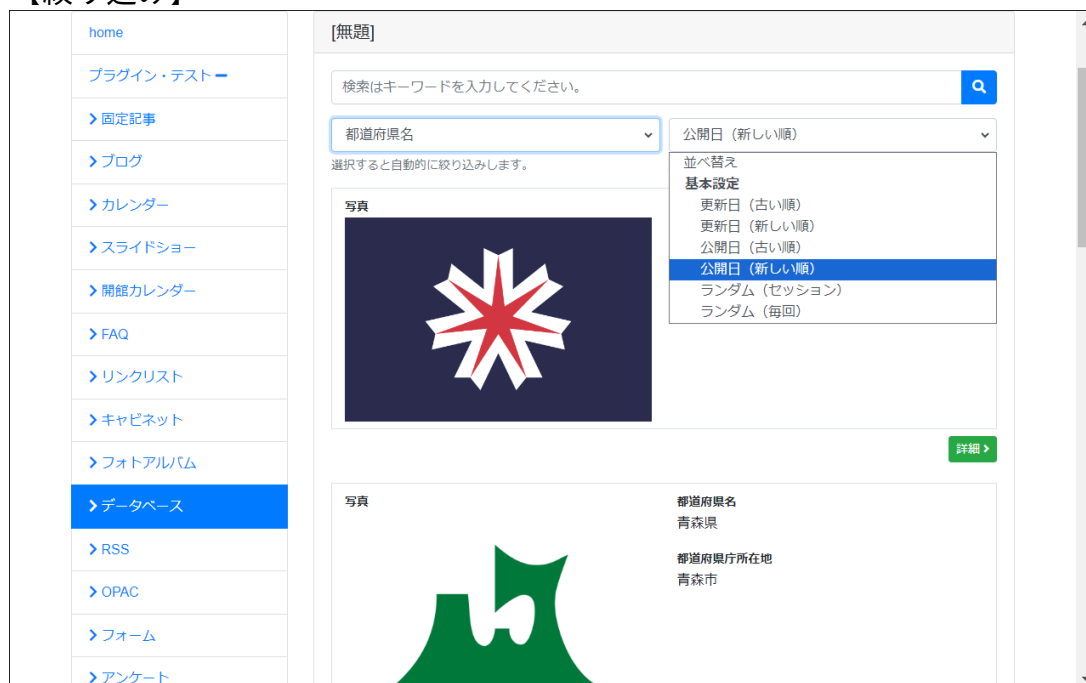 【絞り込み】
home
プラグイン・テスト
固定記事
ブログ
カレンダー
スライドショー
開館カレンダー
FAQ
リンクリスト
キャビネット
フォトアルバム
データベース
RSS
OPAC
フォーム
アンケート
[無題]
検索はキーワードを入力してください。
都道府県名
公開日（新しい順）
選択すると自動的に絞り込みします。
並べ替え
基本設定
更新日（古い順）
更新日（新しい順）
公開日（古い順）
公開日（新しい順）
ランダム（セッション）
ランダム（毎回）
写真
詳細
写真
都道府県名
青森県
都道府県庁所在地
青森市